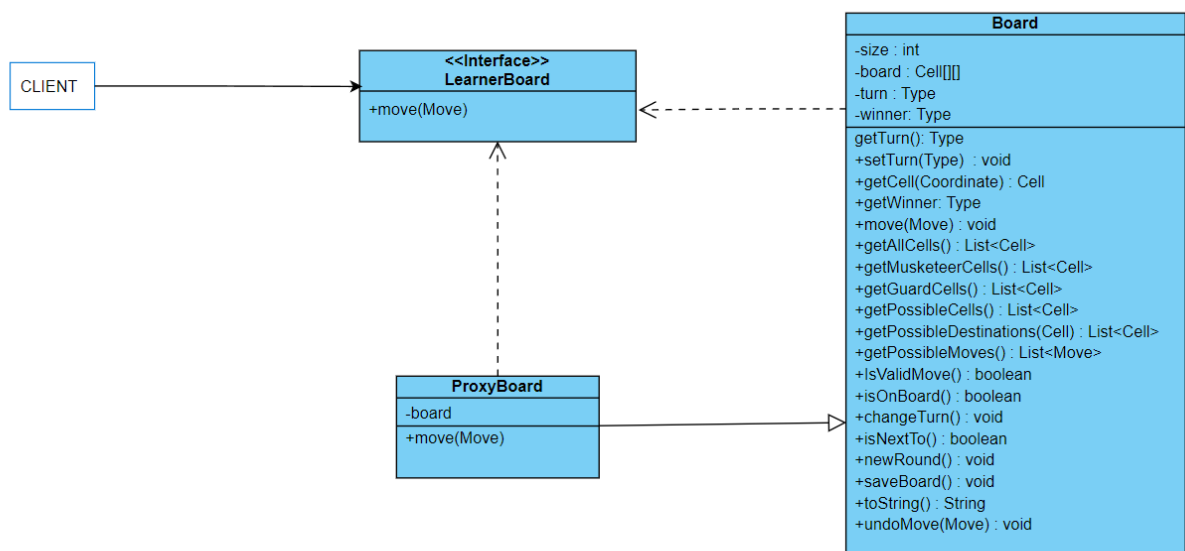 CLIENT
<<Interface>>
LearnerBoard
+move(Move)
ProxyBoard
-board
+move(Move)
Board
-size : int
-board : Cell[][]
-turn : Type
-winner: Type
getTurn(): Type
+setTurn(Type) : void
+getCell(Coordinate) : Cell
+getWinner: Type
+move(Move) : void
+getAllCells() : List<Cell>
+getMusketeerCells() : List<Cell>
+getGuardCells() : List<Cell>
+getPossibleCells() : List<Cell>
+getPossibleDestinations(Cell) : List<Cell>
+getPossibleMoves() : List<Move>
+IsValidMove() : boolean
+isOnBoard() : boolean
+changeTurn() : void
+isNextTo() : boolean
+newRound() : void
+saveBoard() : void
+toString() : String
+undoMove(Move) : void